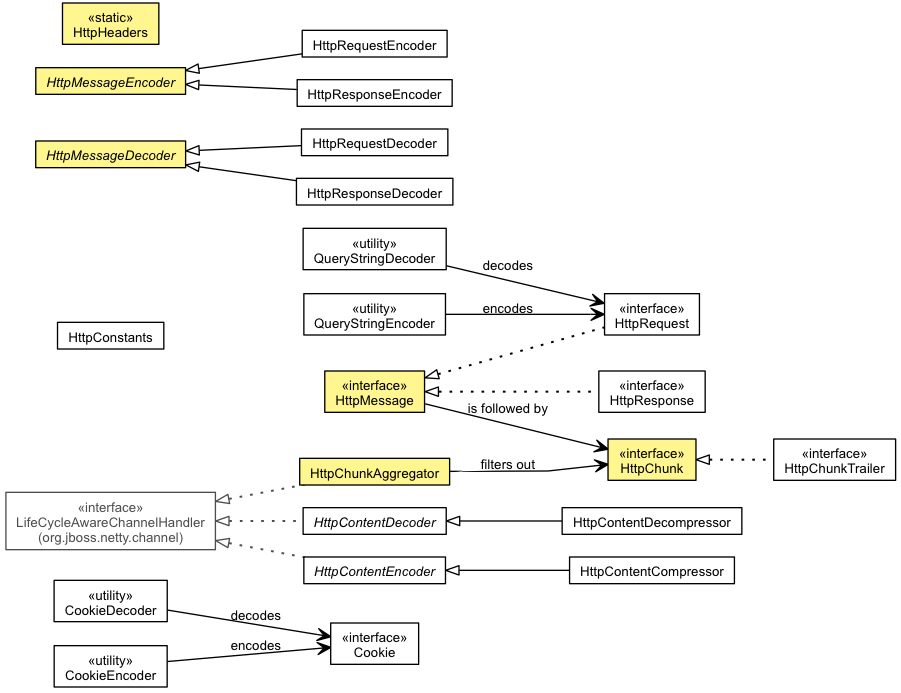 «static»
HttpHeaders
HttpRequestEncoder
HttpMessageEncoder
HttpResponseEncoder
HttpRequestDecoder
HttpMessageDecoder
HttpResponseDecoder
«utility»
QueryStringDecoder
decodes
«utility»
QueryStringEncoder
encodes
«interface»
HttpRequest
HttpConstants
«interface»
HttpMessage
«interface»
HttpResponse
is followed by
«interface»
HttpChunk
«interface»
HttpChunkTrailer
HttpChunkAggregator
filters out
«interface»
LifeCycleAwareChannelHandler
(org.jboss.netty.channel)
HttpContentDecoder
HttpContentDecompressor
HttpContentEncoder
HttpContentCompressor
«utility»
CookieDecoder
decodes
«interface»
Cookie
encodes
«utility»
CookieEncoder